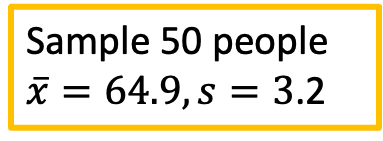 Sample 50 people
x̄ = 64.9, s = 3.2